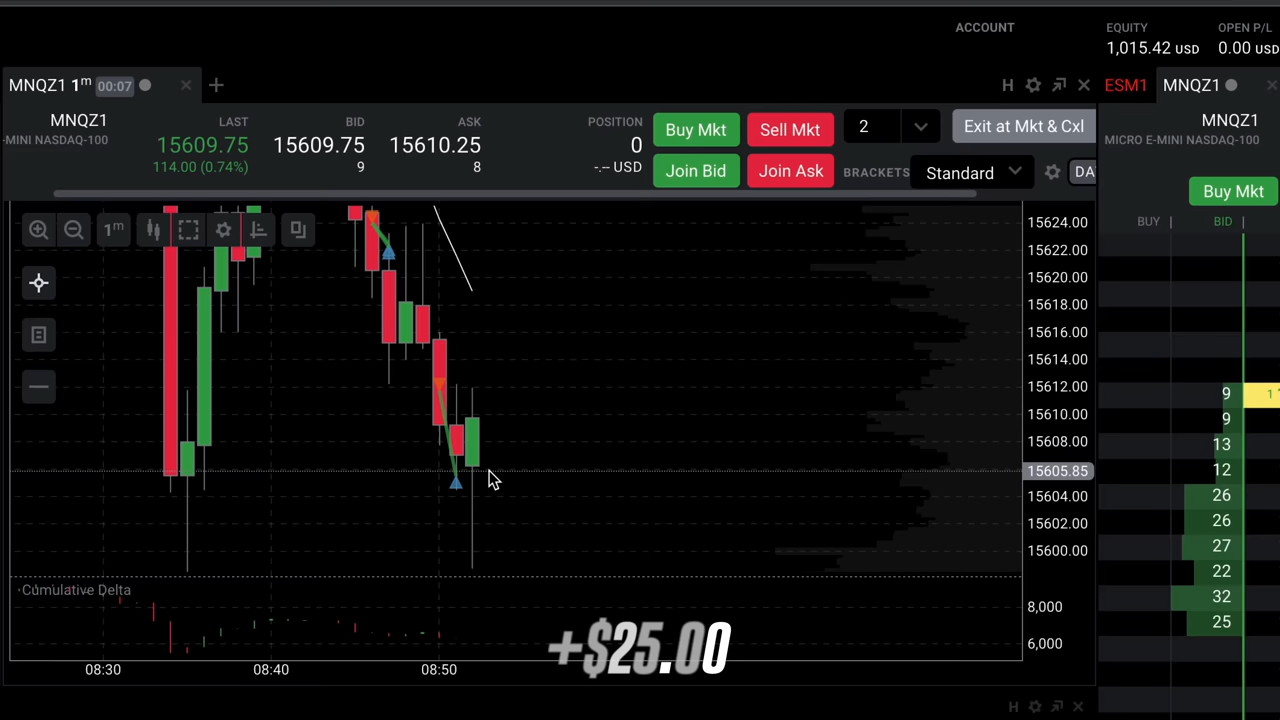 ACCOUNT
EQUITY
OPEN P/L
1,015.42 USD
0.00 USD
MNQZ1 1m 00:07
H
ESM1
MNQZ1
MNQZ1
-MINI NASDAQ-100
LAST
15609.75
114.00 (0.74%)
BID
15609.75
9
ASK
15610.25
8
POSITION
0
-.-- USD
Buy Mkt
Sell Mkt
2
Exit at Mkt & Cxl
Join Bid
Join Ask
BRACKETS
Standard
DA
MNQZ1
MICRO E-MINI NASDAQ-100
Buy Mkt
BUY
BID
1m
15624.00
15622.00
15620.00
15618.00
15616.00
15614.00
15612.00
15610.00
15608.00
15605.85
15604.00
15602.00
15600.00
9
1
9
13
12
26
26
27
22
32
25
Cumulative Delta
8,000
6,000
+$25.00
08:30
08:40
08:50
H